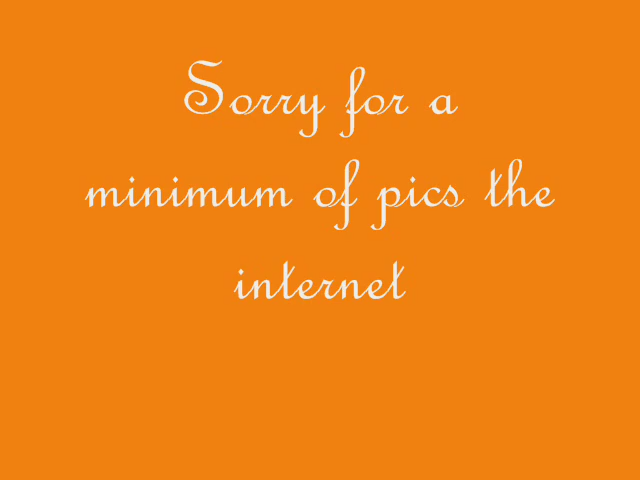 Sorry for a
minimum of pics the
internet